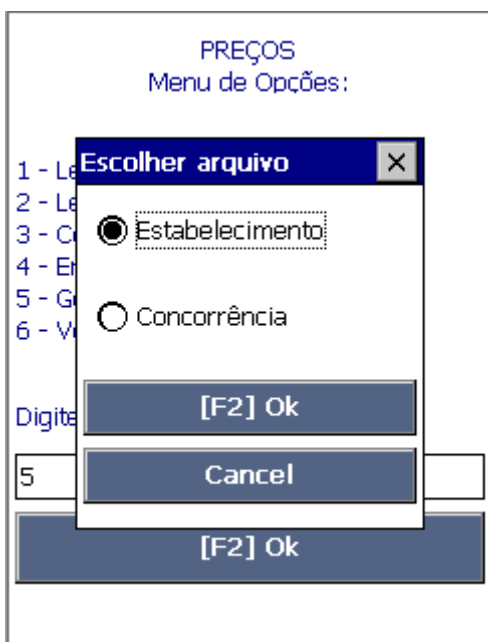 PREÇOS
Menu de Opções:
Escolher arquivo
1 - Le
2 - Le
Estabelecimento
3 - C
4 - E
5 - G
Concorrência
6 - V
[F2] Ok
Digite
Cancel
5
[F2] Ok